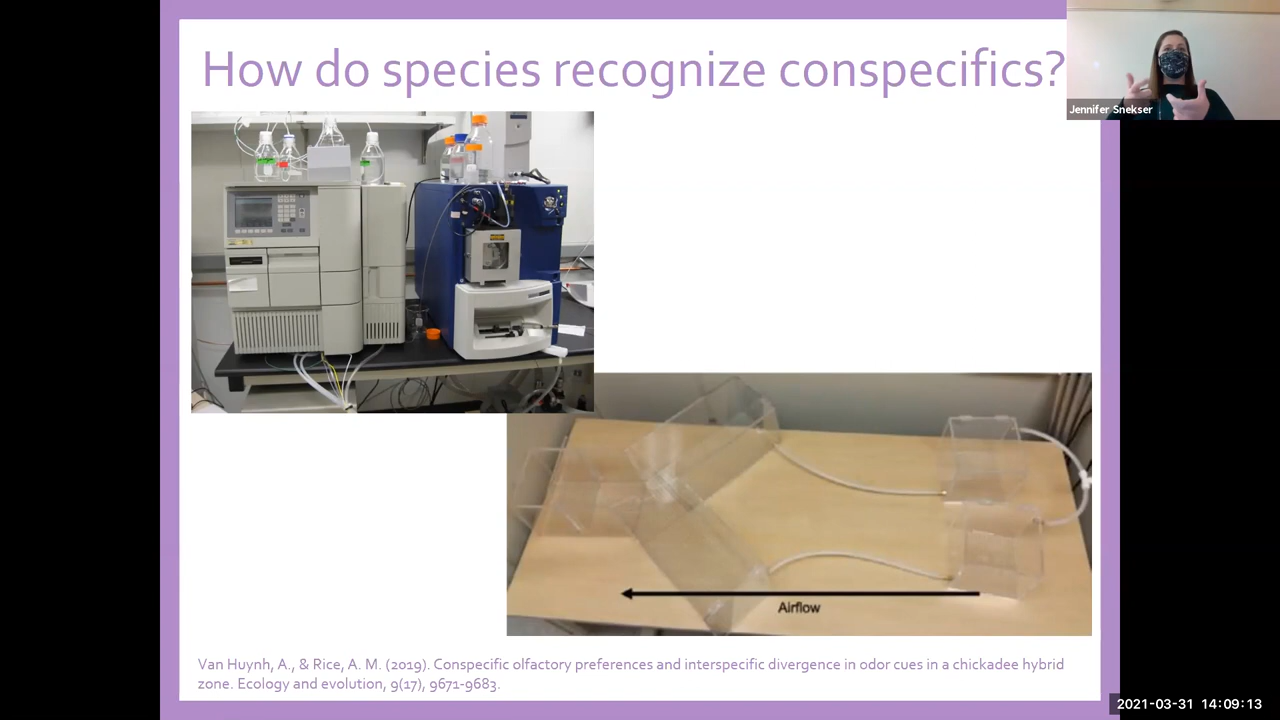 How do species recognize conspecifics?
Jennifer Snekser
Airflow
Van Huynh, A., & Rice, A. M. (2019). Conspecific olfactory preferences and interspecific divergence in odor cues in a chickadee hybrid
zone. Ecology and evolution, 9(17), 9671-9683.
2021-03-31 14:09:13